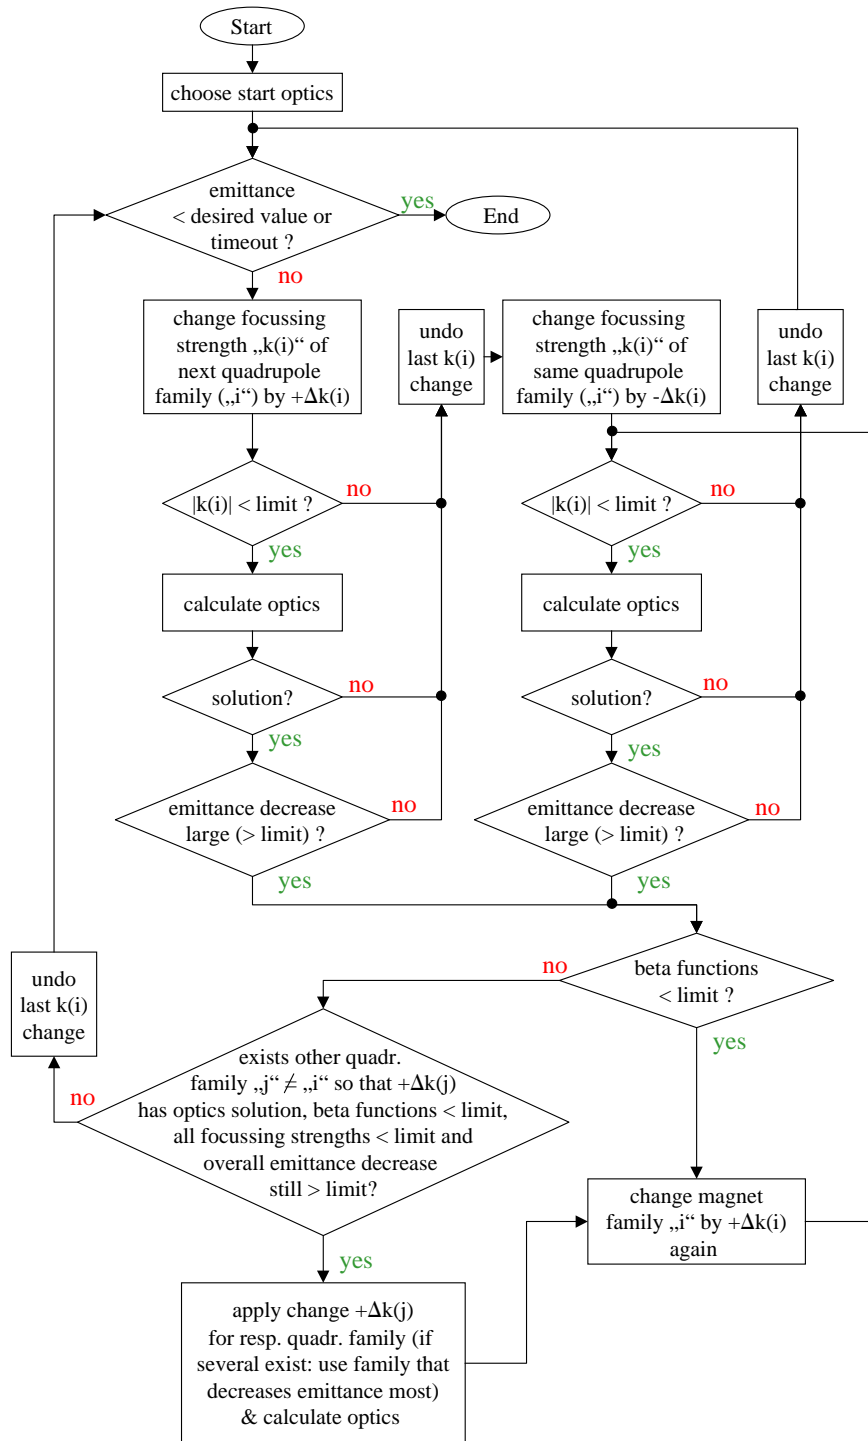 Start
choose start optics
emittance
< desired value or
timeout ?
yes
End
no
change focussing
strength „k(i)“ of
next quadrupole
family („i“) by +Δk(i)
undo
last k(i)
change
change focussing
strength „k(i)“ of
same quadrupole
family („i“) by -Δk(i)
undo
last k(i)
change
|k(i)| < limit ?
no
yes
|k(i)| < limit ?
no
yes
calculate optics
calculate optics
solution?
no
yes
solution?
no
yes
emittance decrease
large (> limit) ?
no
yes
emittance decrease
large (> limit) ?
no
yes
beta functions
< limit ?
no
yes
undo
last k(i)
change
no
exists other quadr.
family „j“ ≠ „i“ so that +Δk(j)
has optics solution, beta functions < limit,
all focussing strengths < limit and
overall emittance decrease
still > limit?
yes
change magnet
family „i“ by +Δk(i)
again
apply change +Δk(j)
for resp. quadr. family (if
several exist: use family that
decreases emittance most)
& calculate optics